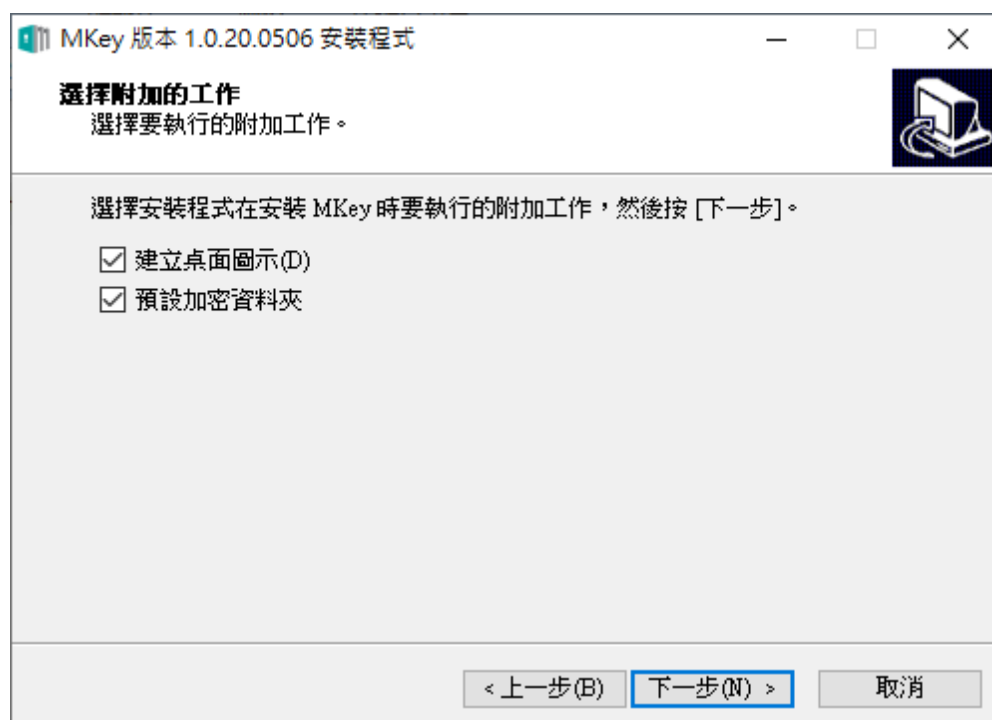 MKey 版本 1.0.20.0506 安裝程式
選擇附加的工作
選擇要執行的附加工作。
選擇安裝程式在安裝 MKey 時要執行的附加工作，然後按 [下一步]。
建立桌面圖示(D)
預設加密資料夾
< 上一步(B)
下一步(N) >
取消